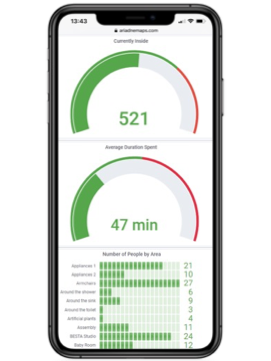 13:43
ariadnemaps.com
Currently Inside
521
Average Duration Spent
47 min
Number of People by Area
Appliances 1 21
Appliances 2 10
Armchairs 27
Around the shower 6
Around the sink 9
Around the toilet 3
Artificial plants 4
Assembly 11
BESTA Stubs 24
Baby Room 12